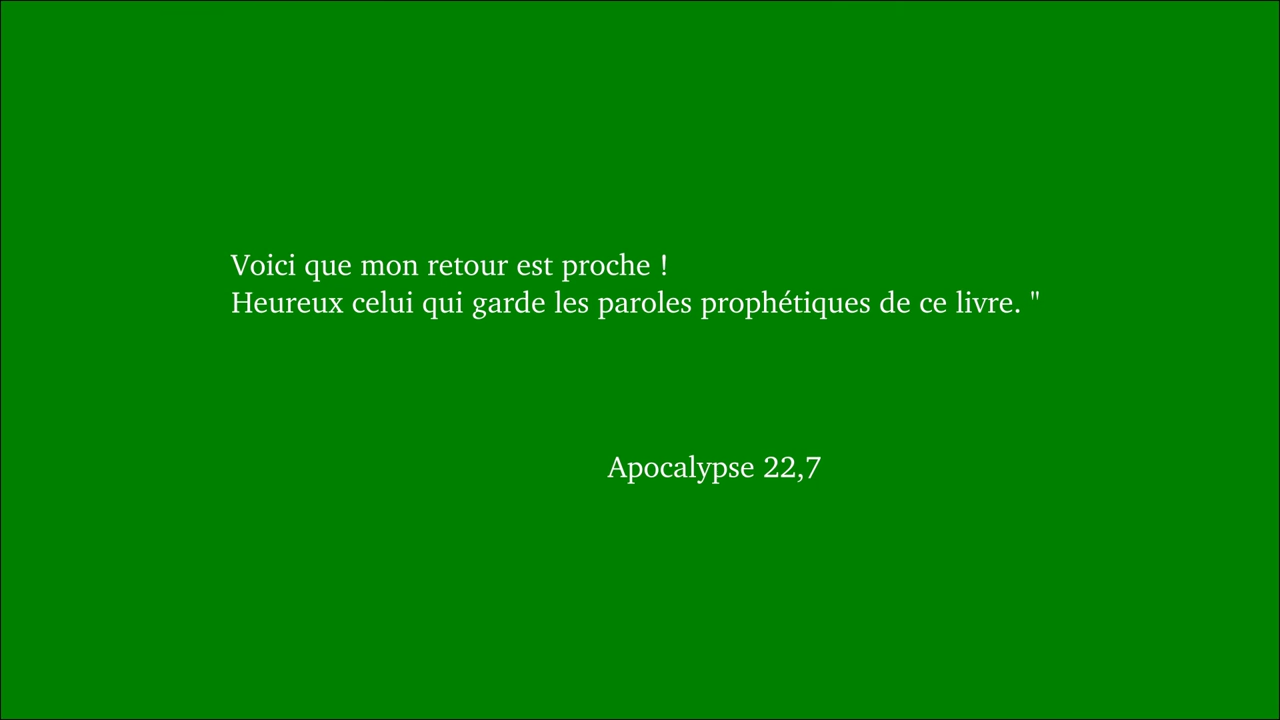 Voici que mon retour est proche !
Heureux celui qui garde les paroles prophétiques de ce livre. "
Apocalypse 22,7